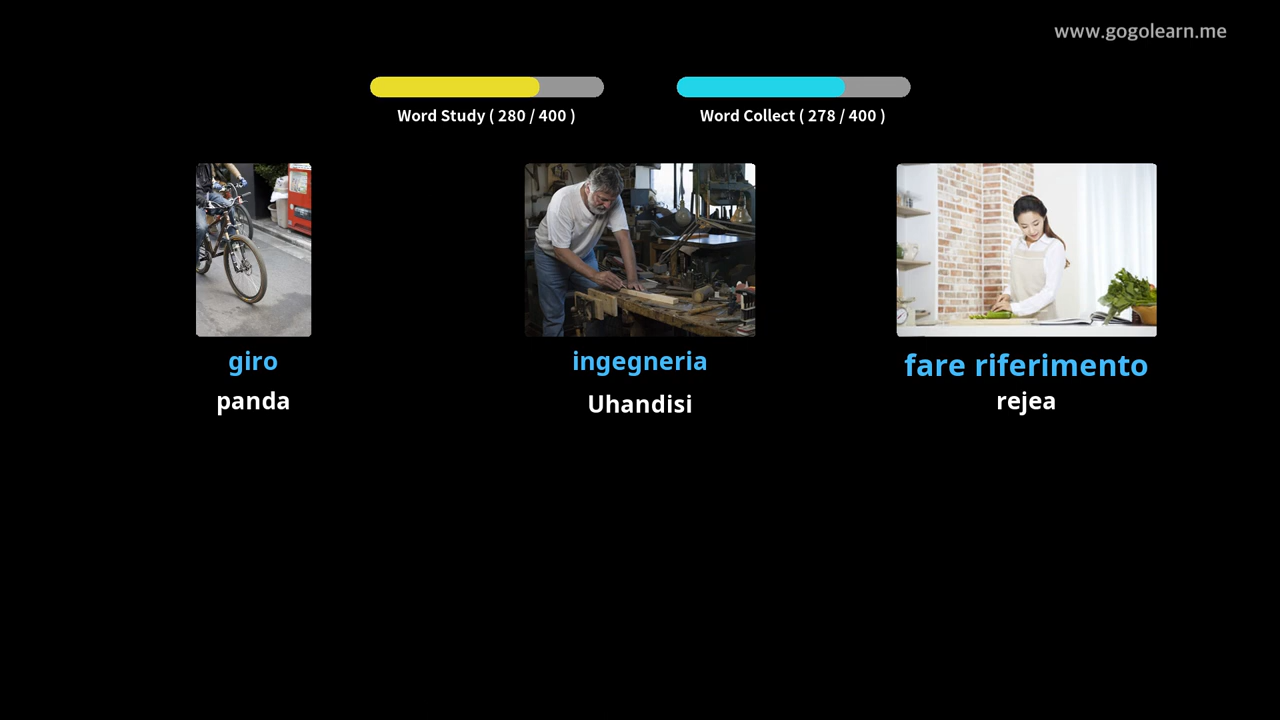 www.gogolearn.me
Word Study ( 280 / 400 )
Word Collect ( 278 / 400 )
giro
panda
ingegneria
Uhandisi
fare riferimento
rejea